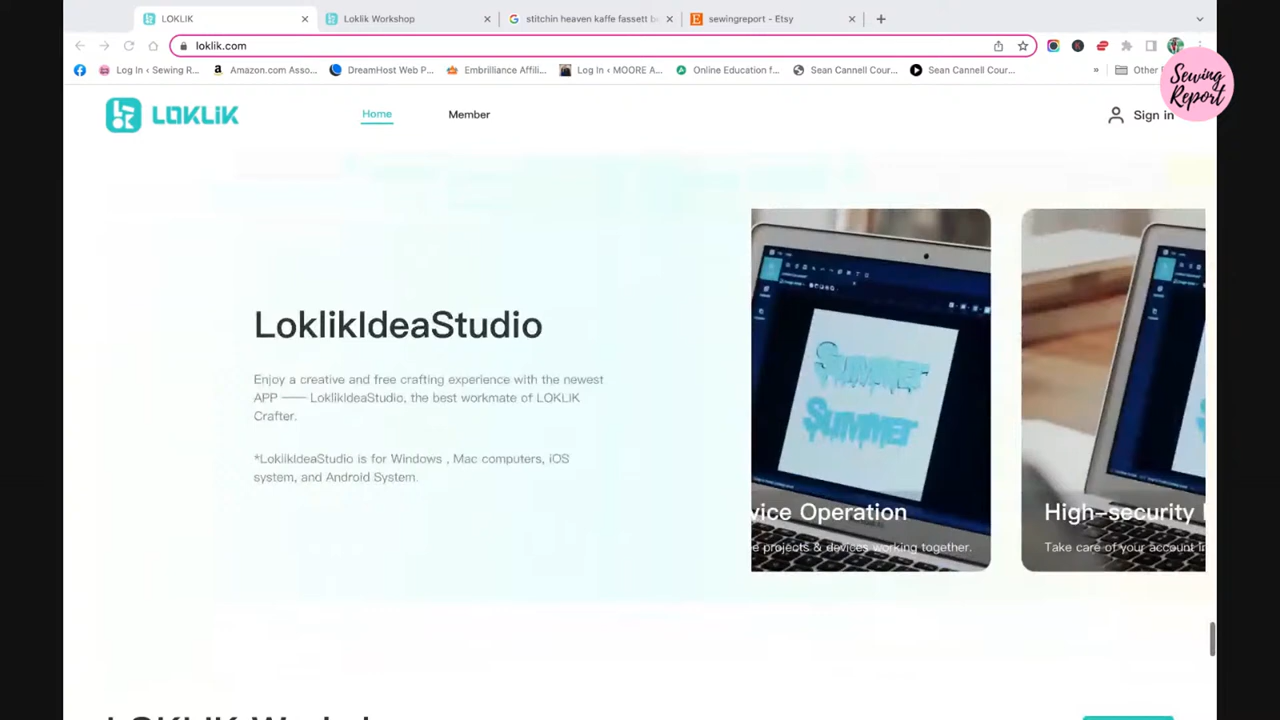 LOKLIK
Loklik Workshop
stitchin heaven kaffe fassett b
sewingreport - Etsy
loklik.com
Log In ‹ Sewing R...
Amazon.com Asso...
DreamHost Web P...
Embrilliance Affili...
Log In ‹ MOORE A...
Online Education f...
Sean Cannell Cour...
Sean Cannell Cour...
»
Other
Sewing
Report
LOKLiK
Home
Member
Sign in
LoklikIdeaStudio
Enjoy a creative and free crafting experience with the newest
APP —— LoklikIdeaStudio, the best workmate of LOKLIK
Crafter.
*LoklikIdeaStudio is for Windows , Mac computers, iOS
system, and Android System.
SUMMER
SUMMER
vice Operation
e projects & devices working together.
High-security
Take care of your account in